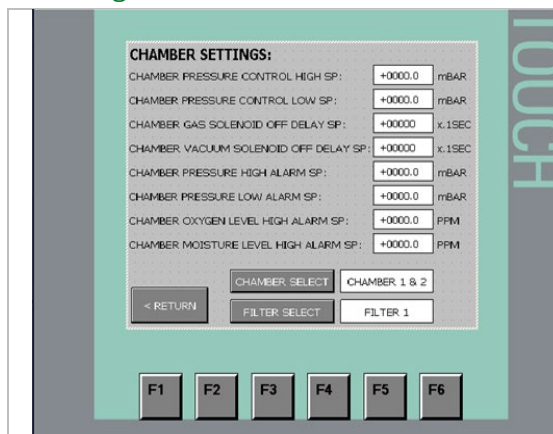 CHAMBER SETTINGS:
CHAMBER PRESSURE CONTROL HIGH SP: +0000.0 mBAR
CHAMBER PRESSURE CONTROL LOW SP: +0000.0 mBAR
CHAMBER GAS SOLENOID OFF DELAY SP: +00000 x.1SEC
CHAMBER VACUUM SOLENOID OFF DELAY SP: +00000 x.1SEC
CHAMBER PRESSURE HIGH ALARM SP: +0000.0 mBAR
CHAMBER PRESSURE LOW ALARM SP: +0000.0 mBAR
CHAMBER OXYGEN LEVEL HIGH ALARM SP: +0000.0 PPM
CHAMBER MOISTURE LEVEL HIGH ALARM SP: +0000.0 PPM
CHAMBER SELECT CHAMBER 1 & 2
< RETURN
FILTER SELECT FILTER 1
F1 F2 F3 F4 F5 F6
TOUCH